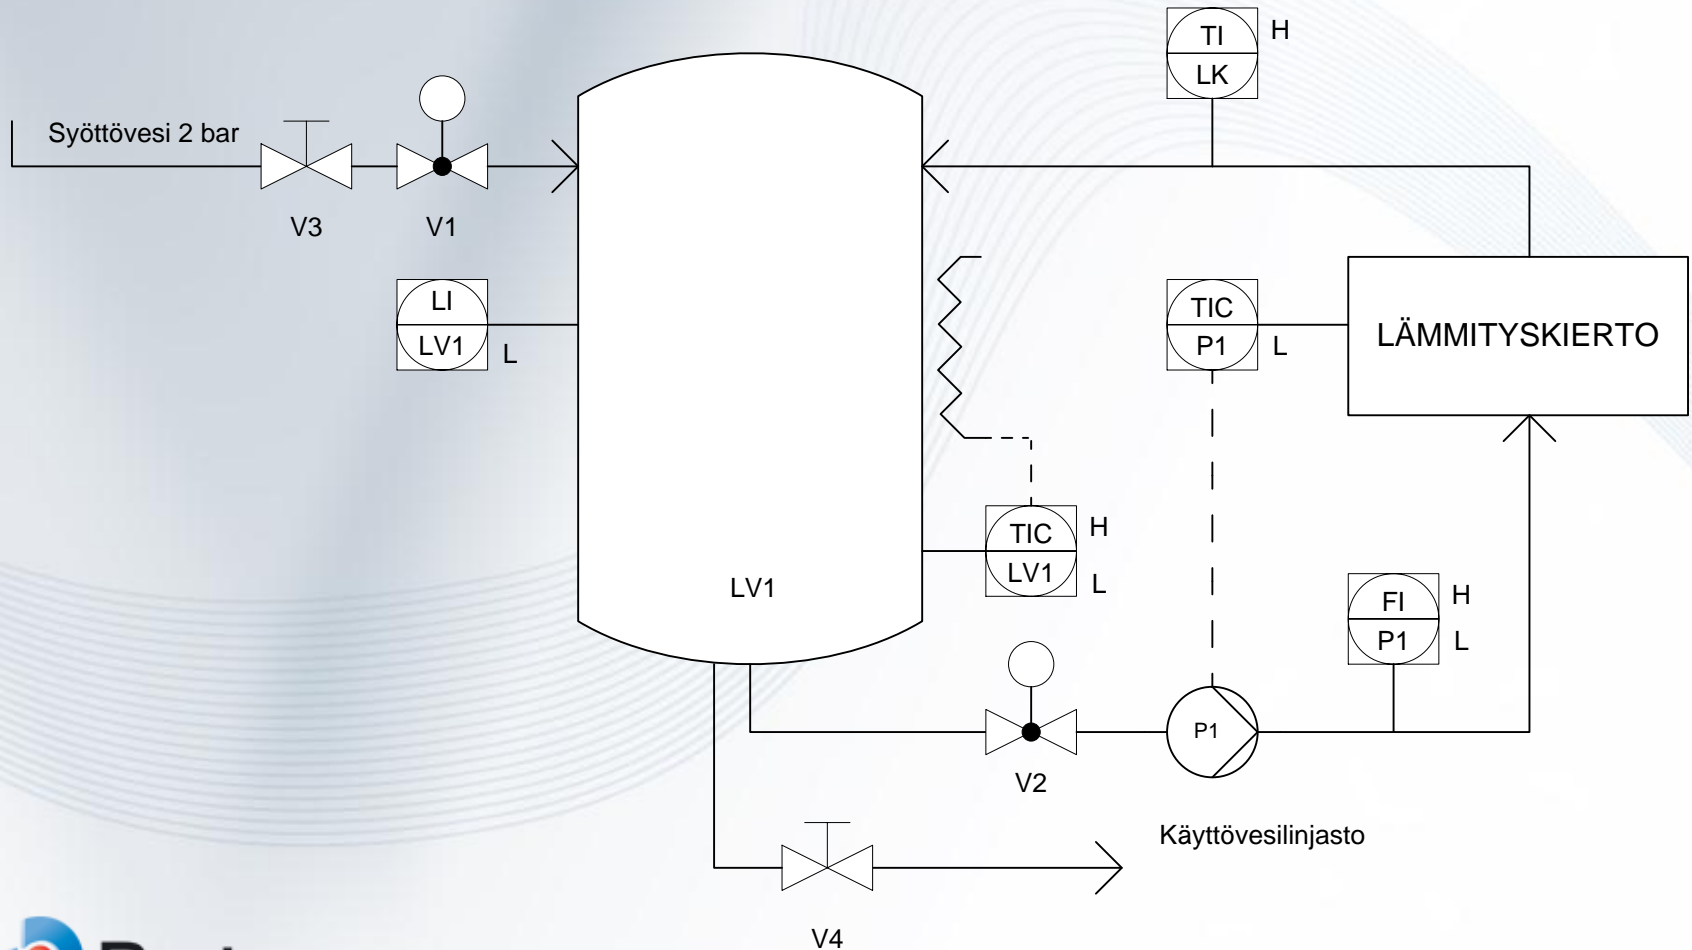 TI
LK
H
Syöttövesi 2 bar
V3
V1
LI
LV1
L
TIC
P1
L
LÄMMITYSKIERTO
TIC
LV1
H
L
LV1
FI
P1
H
L
P1
V2
Käyttövesilinjasto
V4